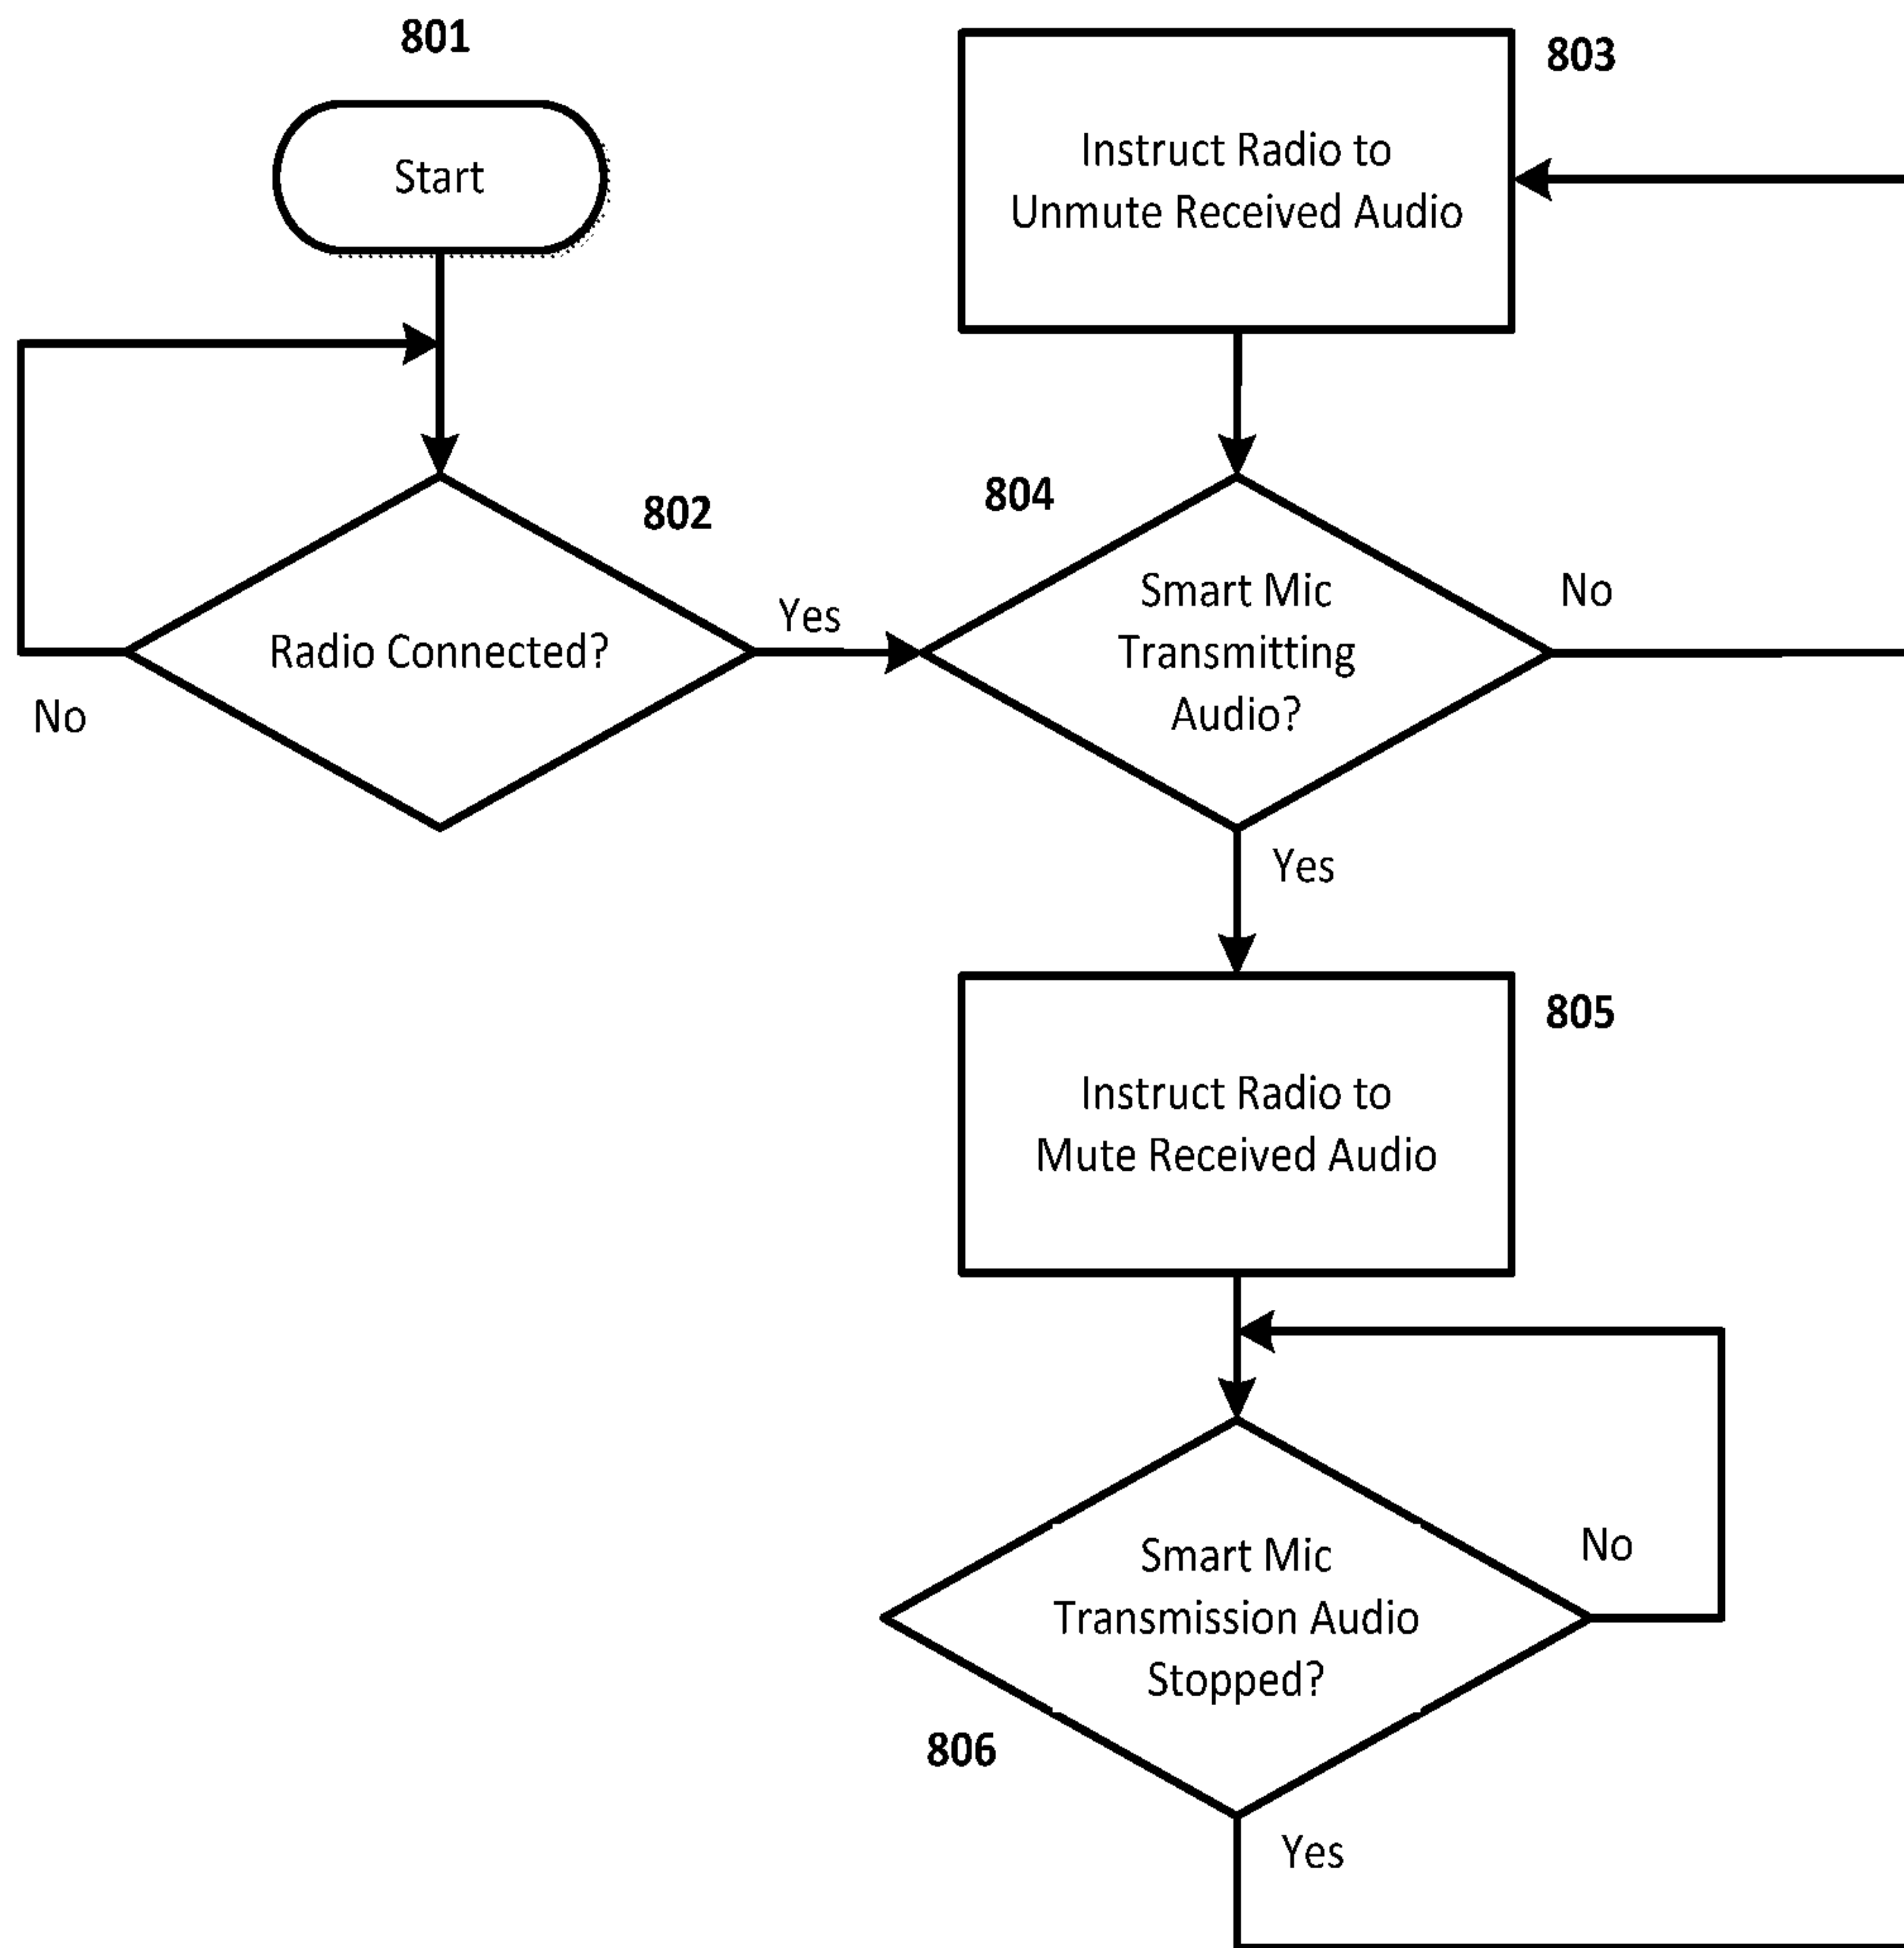 801
Start
802
Radio Connected?
No
Yes
803
Instruct Radio to
Unmute Received Audio
804
Smart Mic
Transmitting
Audio?
No
Yes
805
Instruct Radio to
Mute Received Audio
Smart Mic
Transmission Audio
Stopped?
No
806
Yes